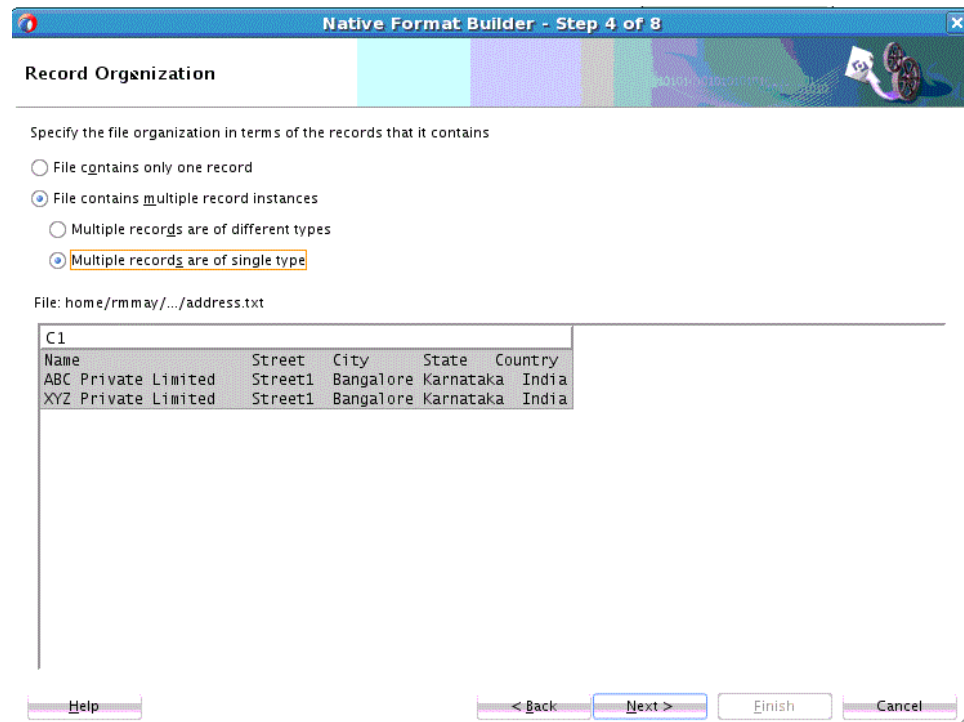 Native Format Builder - Step 4 of 8
Record Organization
Specify the file organization in terms of the records that it contains
File contains only one record
File contains multiple record instances
Multiple records are of different types
Multiple records are of single type
File: home/rmmay/.../address.txt
C1
Name Street City State Country
ABC Private Limited Street1 Bangalore Karnataka India
XYZ Private Limited Street1 Bangalore Karnataka India
Help < Back Next > Finish Cancel